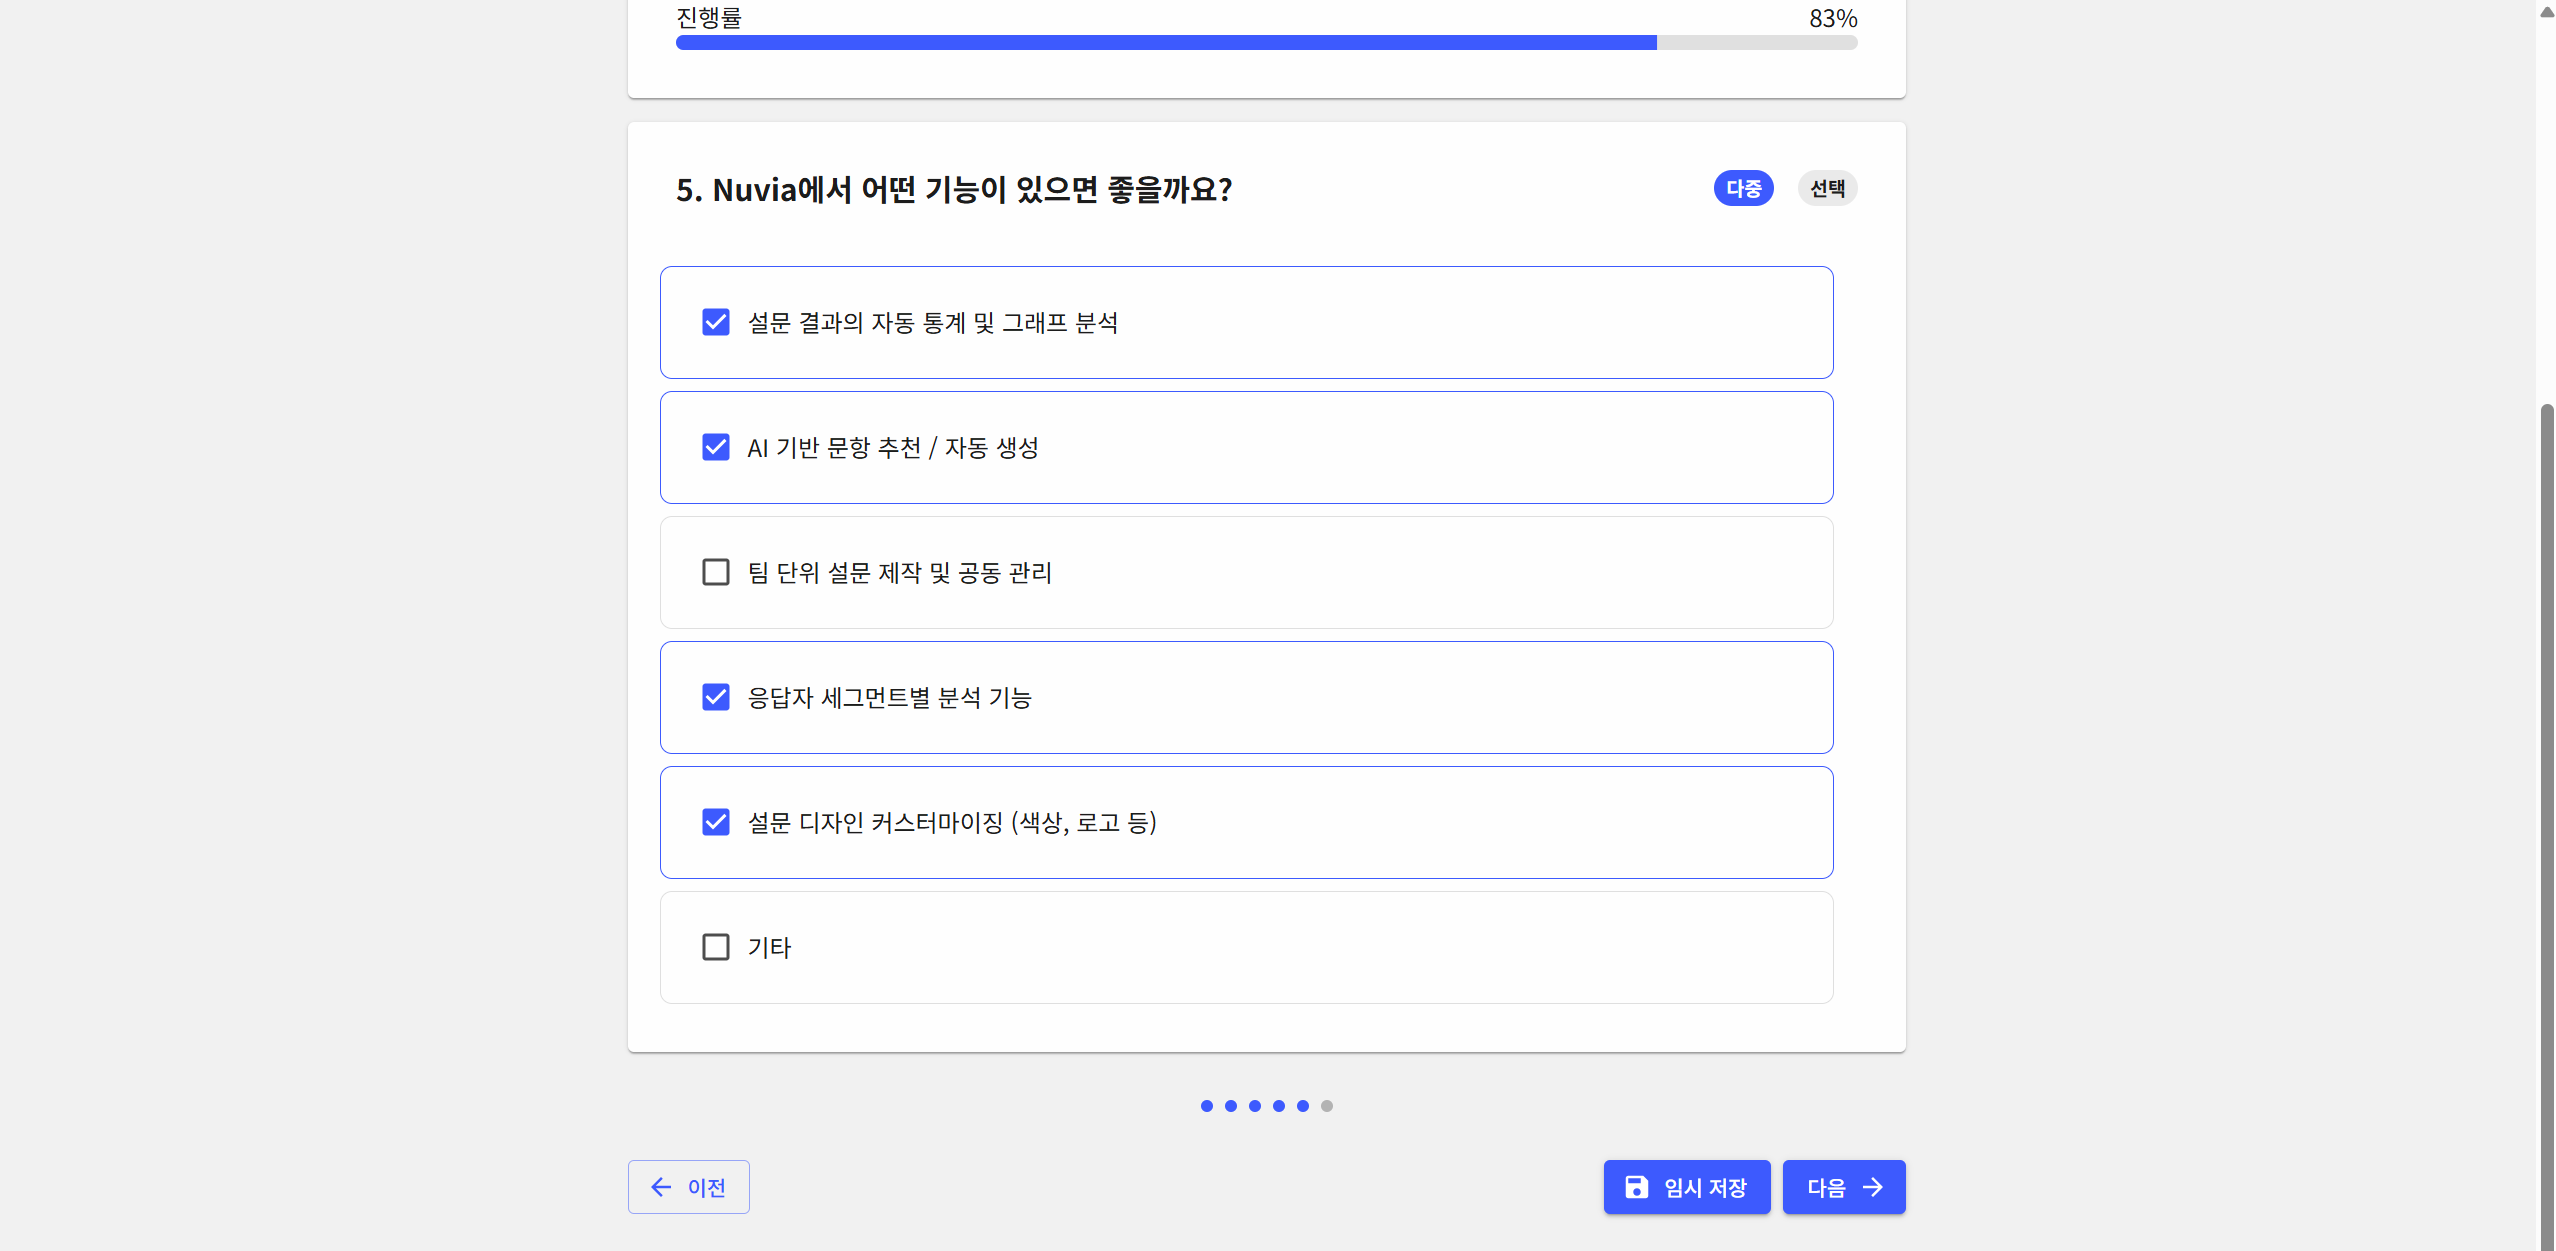 진행률 83%
5. Nuvia에서 어떤 기능이 있으면 좋을까요? 다중 선택
설문 결과의 자동 통계 및 그래프 분석
AI 기반 문항 추천 / 자동 생성
팀 단위 설문 제작 및 공동 관리
응답자 세그먼트별 분석 기능
설문 디자인 커스터마이징 (색상, 로고 등)
기타
이전 임시 저장 다음